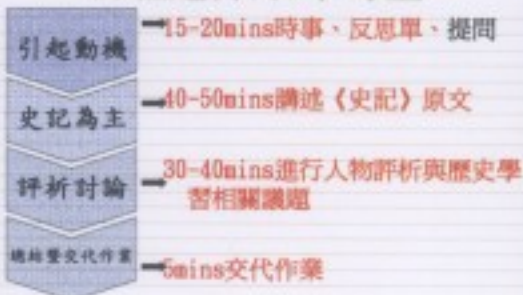 引起動機
15-20mins時事、反思單、提問
史記為主
40-50mins講述《史記》原文
評析討論
30-40mins進行人物評析與歷史學
習相關議題
總結暨交代作業
5mins交代作業